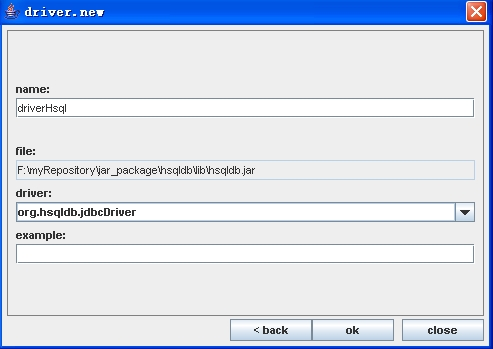 driver.new
name:
driverHsql
file:
F:\myRepository\jar_package\hsqldb\lib\hsqldb.jar
driver:
org.hsqldb.jdbcDriver
example:
< back ok close